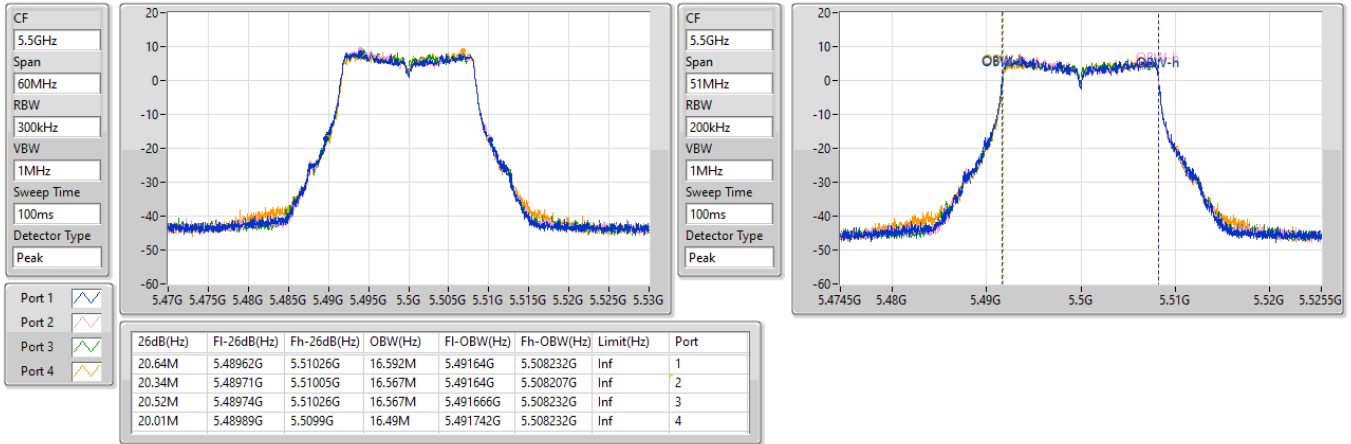 CF
5.5GHz
Span
60MHz
RBW
300kHz
VBW
1MHz
Sweep Time
100ms
Detector Type
Peak
20
10
0
-10
-20
-30
-40
-50
-60
5.47G 5.475G 5.48G 5.485G 5.49G 5.495G 5.5G 5.505G 5.51G 5.515G 5.52G 5.525G 5.53G
CF
5.5GHz
Span
51MHz
RBW
200kHz
VBW
1MHz
Sweep Time
100ms
Detector Type
Peak
20
10
0
-10
-20
-30
-40
-50
-60
OBW-h
5.4745G 5.48G 5.49G 5.5G 5.51G 5.52G 5.5255G
Port 1
Port 2
Port 3
Port 4
26dB(Hz) Fl-26dB(Hz) Fh-26dB(Hz) OBW(Hz) Fl-OBW(Hz) Fh-OBW(Hz) Limit(Hz) Port
20.64M 5.48962G 5.51026G 16.592M 5.49164G 5.508232G Inf 1
20.34M 5.48971G 5.51005G 16.567M 5.49164G 5.508207G Inf 2
20.52M 5.48974G 5.51026G 16.567M 5.491666G 5.508232G Inf 3
20.01M 5.48989G 5.5099G 16.49M 5.491742G 5.508232G Inf 4